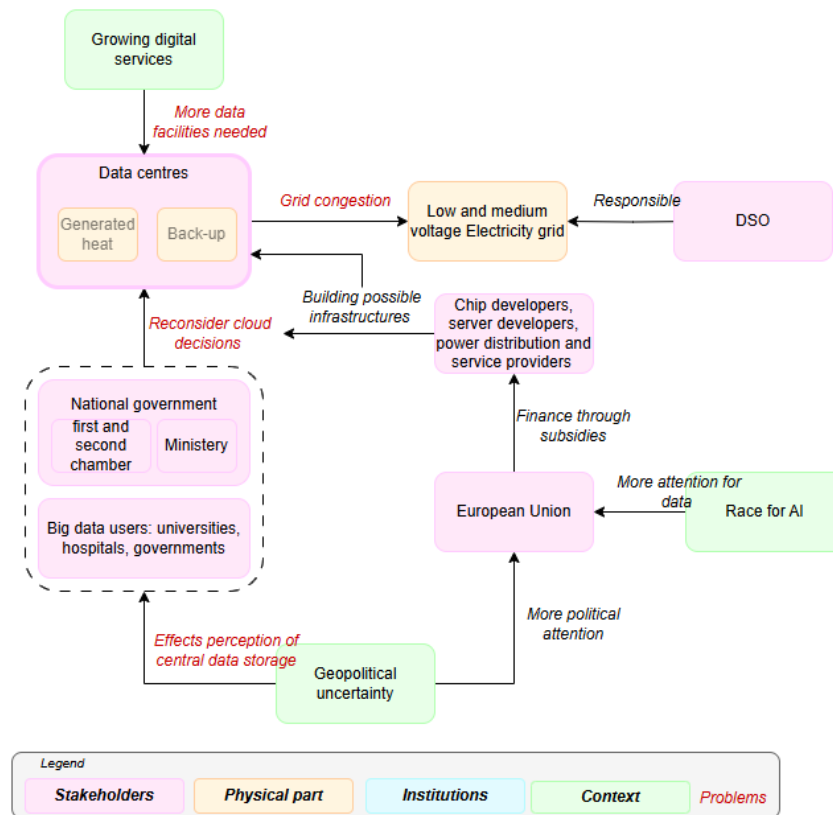 Growing digital
services
More data
facilities needed
Data centres
Generated
heat
Back-up
Grid congestion
Low and medium
voltage Electricity grid
Responsible
DSO
Building possible
infrastructures
Chip developers,
server developers,
power distribution and
service providers
Reconsider cloud
decisions
National government
first and
second
chamber
Ministery
Big data users: universities,
hospitals, governments
Finance through
subsidies
European Union
More attention for
data
Race for AI
More political
attention
Effects perception of
central data storage
Geopolitical
uncertainty
Legend
Stakeholders
Physical part
Institutions
Context
Problems